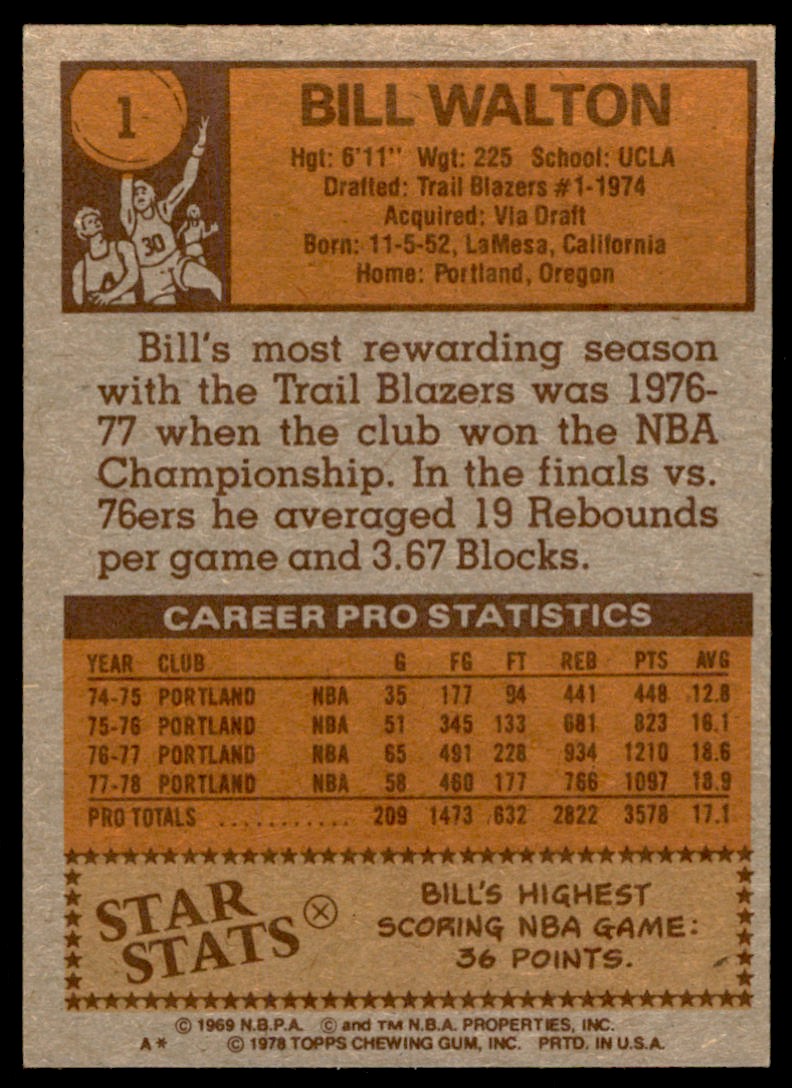 1
BILL WALTON
Hgt: 6'11" Wgt: 225 School: UCLA
Drafted: Trail Blazers #1-1974
Acquired: Via Draft
Born: 11-5-52, LaMesa, California
Home: Portland, Oregon
30
Bill's most rewarding season
with the Trail Blazers was 1976-
77 when the club won the NBA
Championship. In the finals vs.
76ers he averaged 19 Rebounds
per game and 3.67 Blocks.
CAREER PRO STATISTICS
YEAR CLUB G FG FT REB PTS AVG
74-75 PORTLAND NBA 35 177 94 441 448 12.8
75-76 PORTLAND NBA 51 345 133 681 823 16.1
76-77 PORTLAND NBA 65 491 228 934 1210 18.6
77-78 PORTLAND NBA 58 460 177 766 1097 18.9
PRO TOTALS ........... 209 1473 632 2822 3578 17.1
STAR
STATS
BILL'S HIGHEST
SCORING NBA GAME:
36 POINTS.
© 1969 N.B.P.A. © and TM N.B.A. PROPERTIES, INC.
A* © 1978 TOPPS CHEWING GUM, INC. PRTD. IN U.S.A.